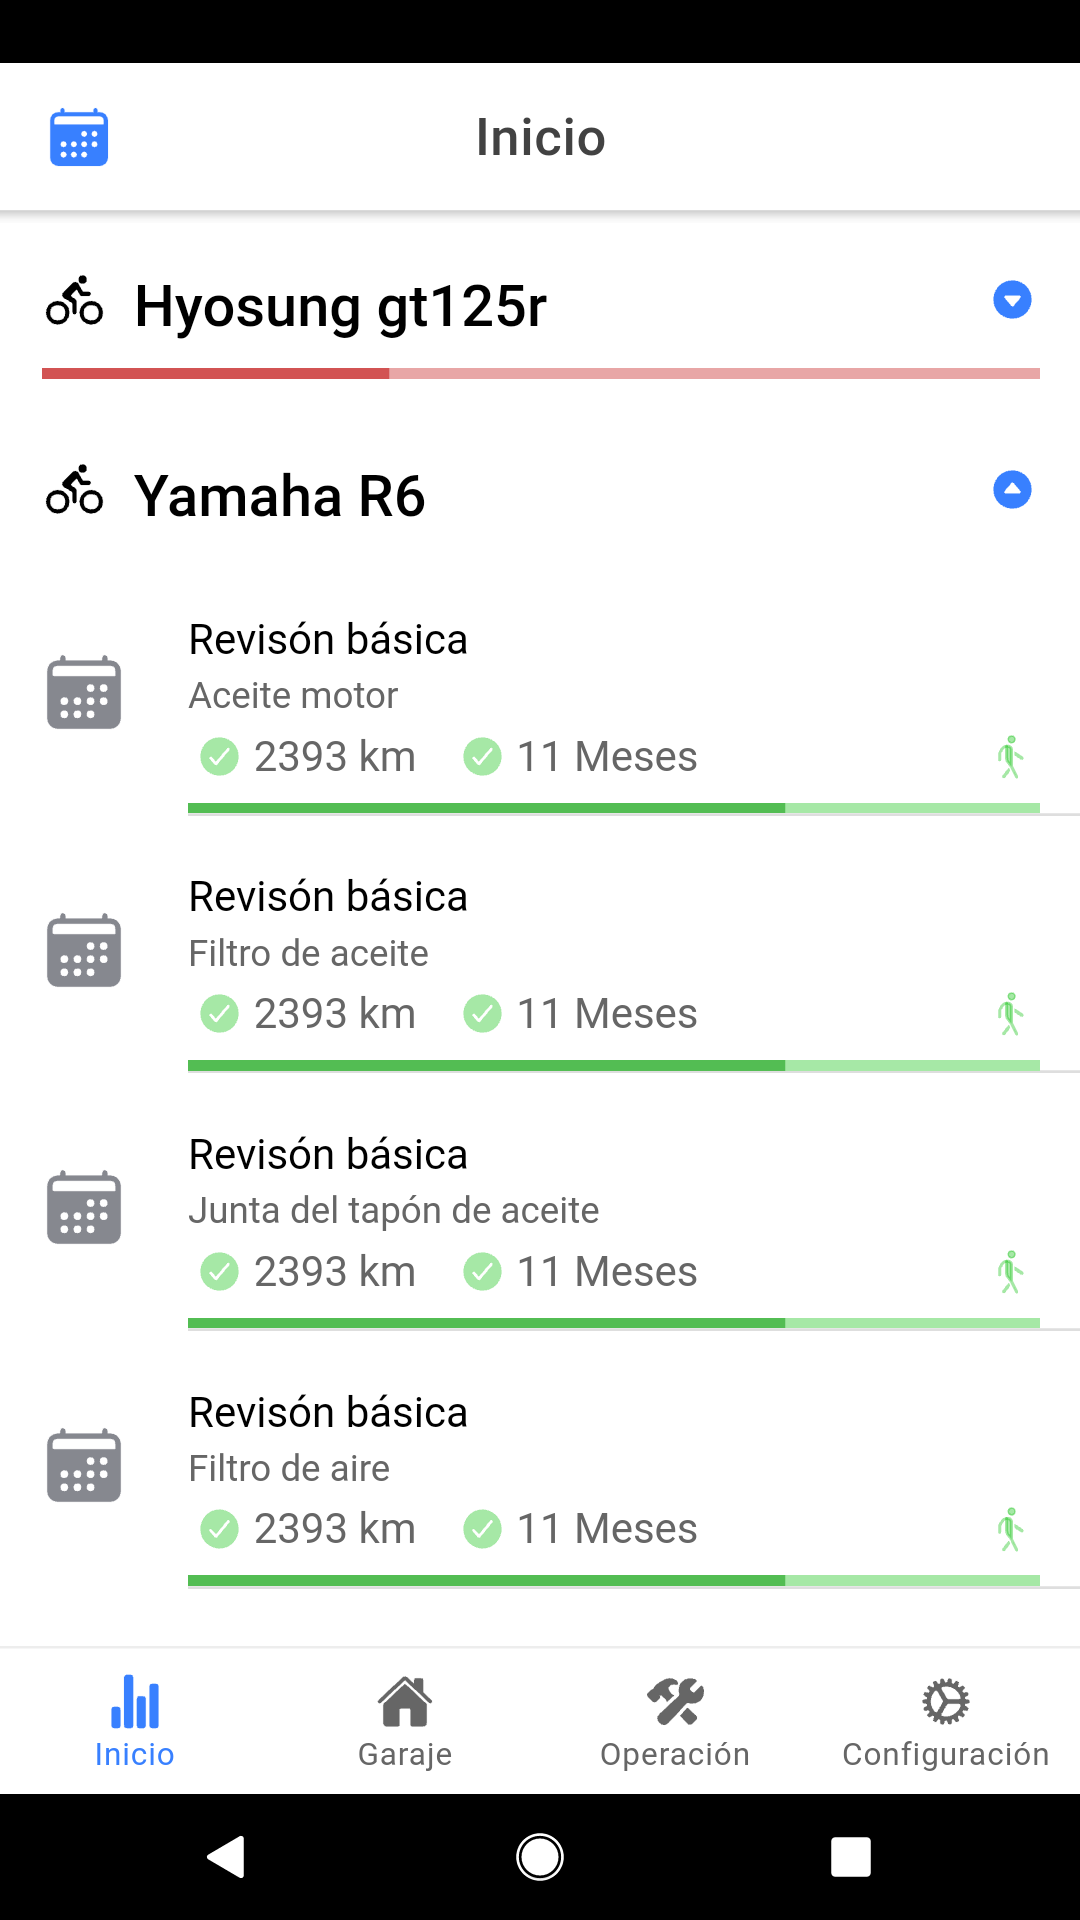 Inicio
Hyosung gt125r
Yamaha R6
Revisón básica
Aceite motor
2393 km 11 Meses
Revisón básica
Filtro de aceite
2393 km 11 Meses
Revisón básica
Junta del tapón de aceite
2393 km 11 Meses
Revisón básica
Filtro de aire
2393 km 11 Meses
Inicio Garaje Operación Configuración